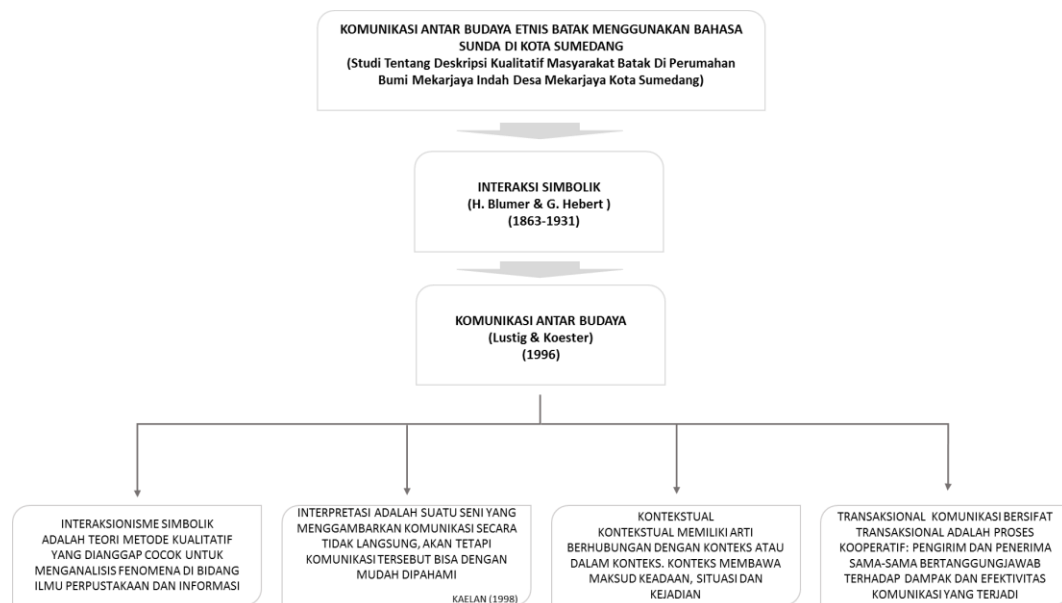 KOMUNIKASI ANTAR BUDAYA ETNIS BATAK MENGGUNAKAN BAHASA
SUNDA DI KOTA SUMEDANG
(Studi Tentang Deskripsi Kualitatif Masyarakat Batak Di Perumahan
Bumi Mekarjaya Indah Desa Mekarjaya Kota Sumedang)
INTERAKSI SIMBOLIK
(H. Blumer & G. Hebert )
(1863-1931)
KOMUNIKASI ANTAR BUDAYA
(Lustig & Koester)
(1996)
INTERAKSIONISME SIMBOLIK
ADALAH TEORI METODE KUALITATIF
YANG DIANGGAP COCOK UNTUK
MENGANALISIS FENOMENA DI BIDANG
ILMU PERPUSTAKAAN DAN INFORMASI
INTERPRETASI ADALAH SUATU SENI YANG
MENGGAMBARKAN KOMUNIKASI SECARA
TIDAK LANGSUNG, AKAN TETAPI
KOMUNIKASI TERSEBUT BISA DENGAN
MUDAH DIPAHAMI
KAELAN (1998)
KONTEKSTUAL
KONTEKSTUAL MEMILIKI ARTI
BERHUBUNGAN DENGAN KONTEKS ATAU
DALAM KONTEKS. KONTEKS MEMBAWA
MAKSUD KEADAAN, SITUASI DAN
KEJADIAN
TRANSAKSIONAL KOMUNIKASI BERSIFAT
TRANSAKSIONAL ADALAH PROSES
KOOPERATIF: PENGIRIM DAN PENERIMA
SAMA-SAMA BERTANGGUNGJAWAB
TERHADAP DAMPAK DAN EFEKTIVITAS
KOMUNIKASI YANG TERJADI